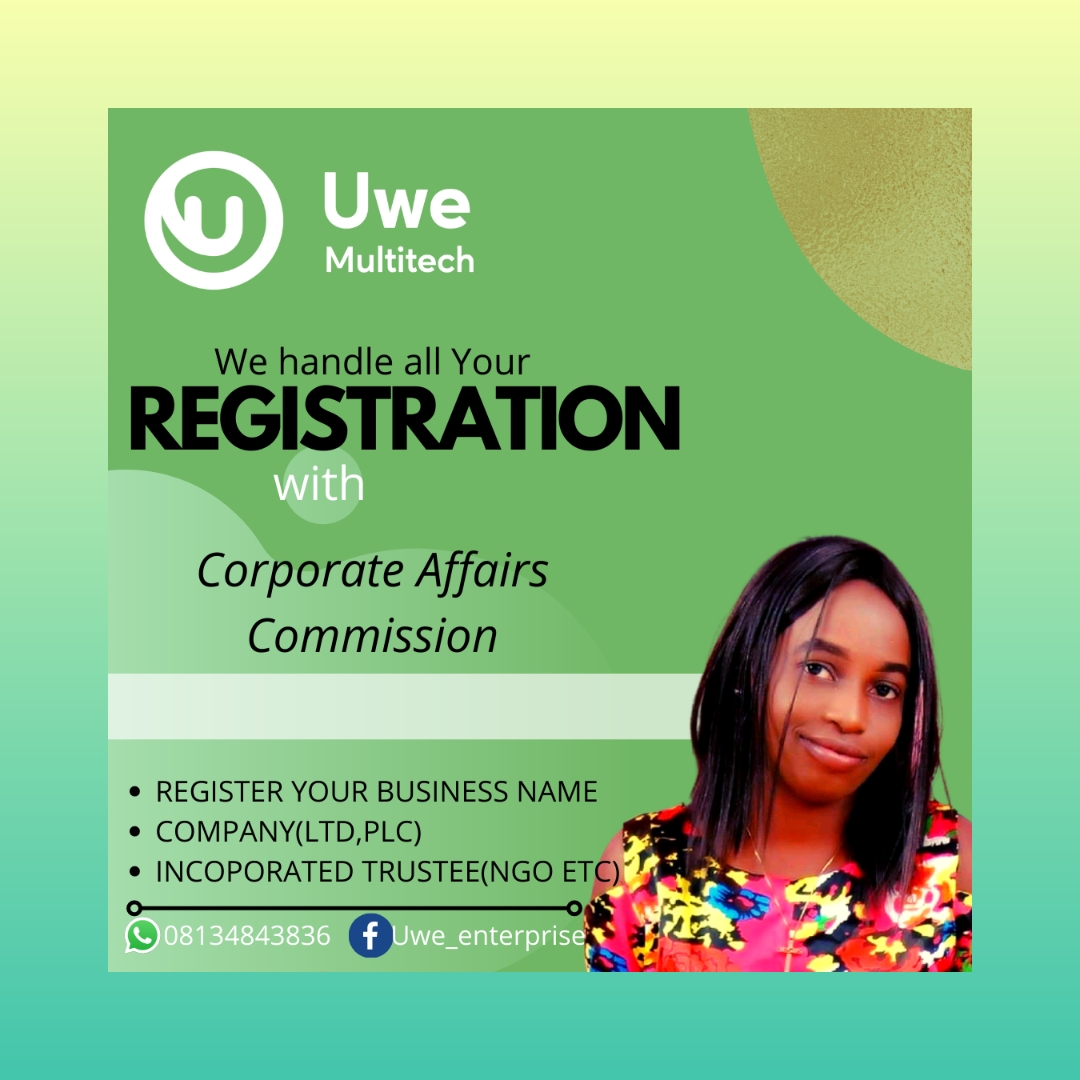 U
Uwe
Multitech
We handle all Your
REGISTRATION
with
Corporate Affairs
Commission
• REGISTER YOUR BUSINESS NAME
• COMPANY(LTD,PLC)
• INCOPORATED TRUSTEE(NGO ETC)
08134843836 f Uwe_enterprise